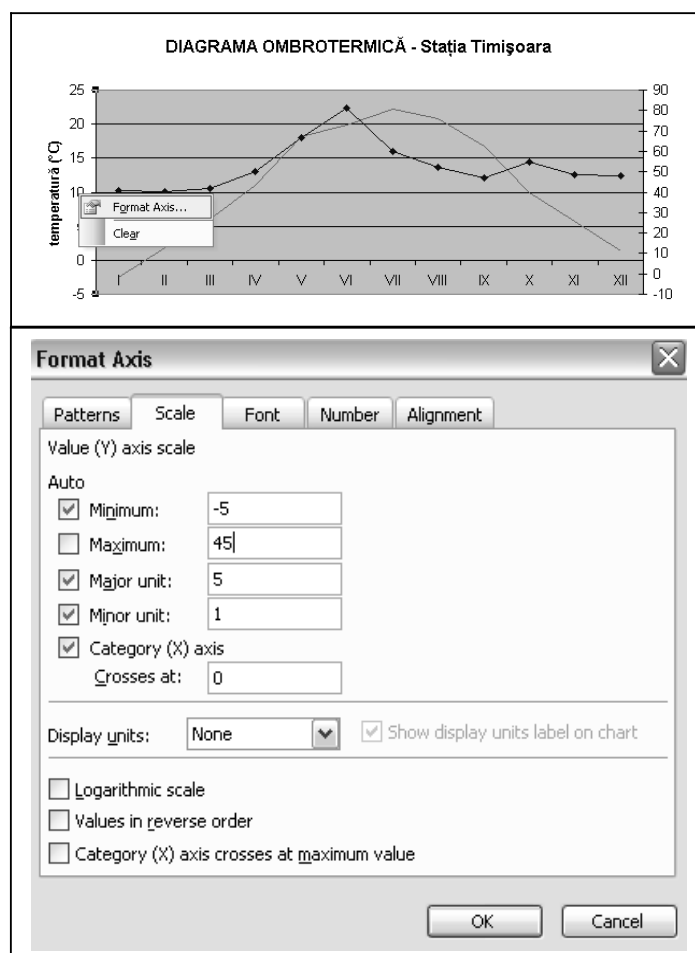 DIAGRAMA OMBROTERMICĂ - Stația Timişoara
25 90
20 80
15 70
10 60
0 50
-5 40
30
20
10
0
-10
temperatură (°C)
Format Axis...
Clear
I II III IV V VI VII VIII IX X XI XII
Format Axis
Patterns Scale Font Number Alignment
Value (Y) axis scale
Auto
Minimum: -5
Maximum: 45
Major unit: 5
Minor unit: 1
Category (X) axis
Crosses at: 0
Display units: None Show display units label on chart
Logarithmic scale
Values in reverse order
Category (X) axis crosses at maximum value
OK Cancel